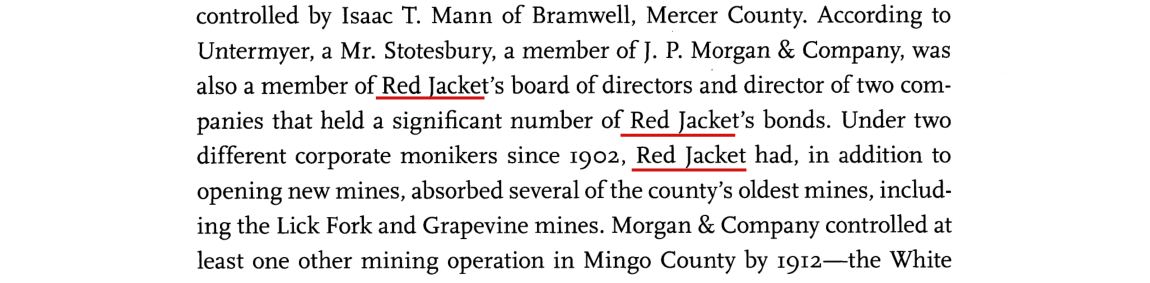 controlled by Isaac T. Mann of Bramwell, Mercer County. According to
Untermyer, a Mr. Stotesbury, a member of J. P. Morgan & Company, was
also a member of Red Jacket's board of directors and director of two com-
panies that held a significant number of Red Jacket's bonds. Under two
different corporate monikers since 1902, Red Jacket had, in addition to
opening new mines, absorbed several of the county's oldest mines, includ-
ing the Lick Fork and Grapevine mines. Morgan & Company controlled at
least one other mining operation in Mingo County by 1912—the White